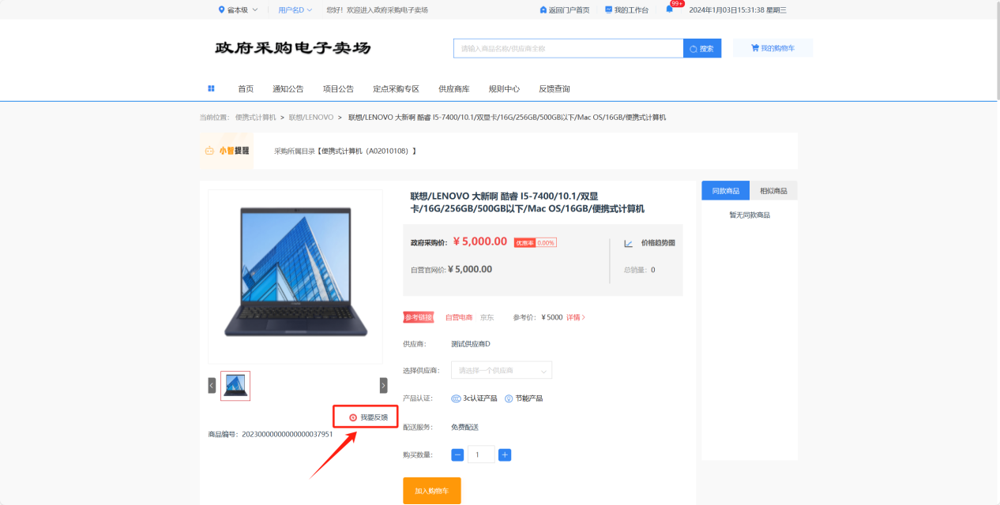 省本级
用户名D
您好！欢迎进入政府采购电子卖场
返回门户首页
我的工作台
99+
2024年1月03日15:31:38 星期三
政府采购电子卖场
请输入商品名称/供应商全称
搜索
我的购物车
首页
通知公告
项目公告
定点采购专区
供应商库
规则中心
反馈查询
当前位置： 便携式计算机 > 联想/LENOVO > 联想/LENOVO 大新啊 酷睿 I5-7400/10.1/双显卡/16G/256GB/500GB以下/Mac OS/16GB/便携式计算机
小智提醒
采购所属目录【便携式计算机（A02010108）】
联想/LENOVO 大新啊 酷睿 I5-7400/10.1/双显
卡/16G/256GB/500GB以下/Mac OS/16GB/便携式计算机
政府采购价: ¥ 5,000.00 优惠率 0.00%
价格趋势图
自营官网价: ¥ 5,000.00
总销量: 0
参考链接 自营电商 京东 参考价: ¥ 5000 详情 >
供应商: 测试供应商D
选择供应商: 请选择一个供应商
产品认证: 3c认证产品 节能产品
我要反馈
配送服务: 免费配送
商品编号: 20230000000000000037951
购买数量: − 1 +
加入购物车
同款商品
相似商品
暂无同款商品